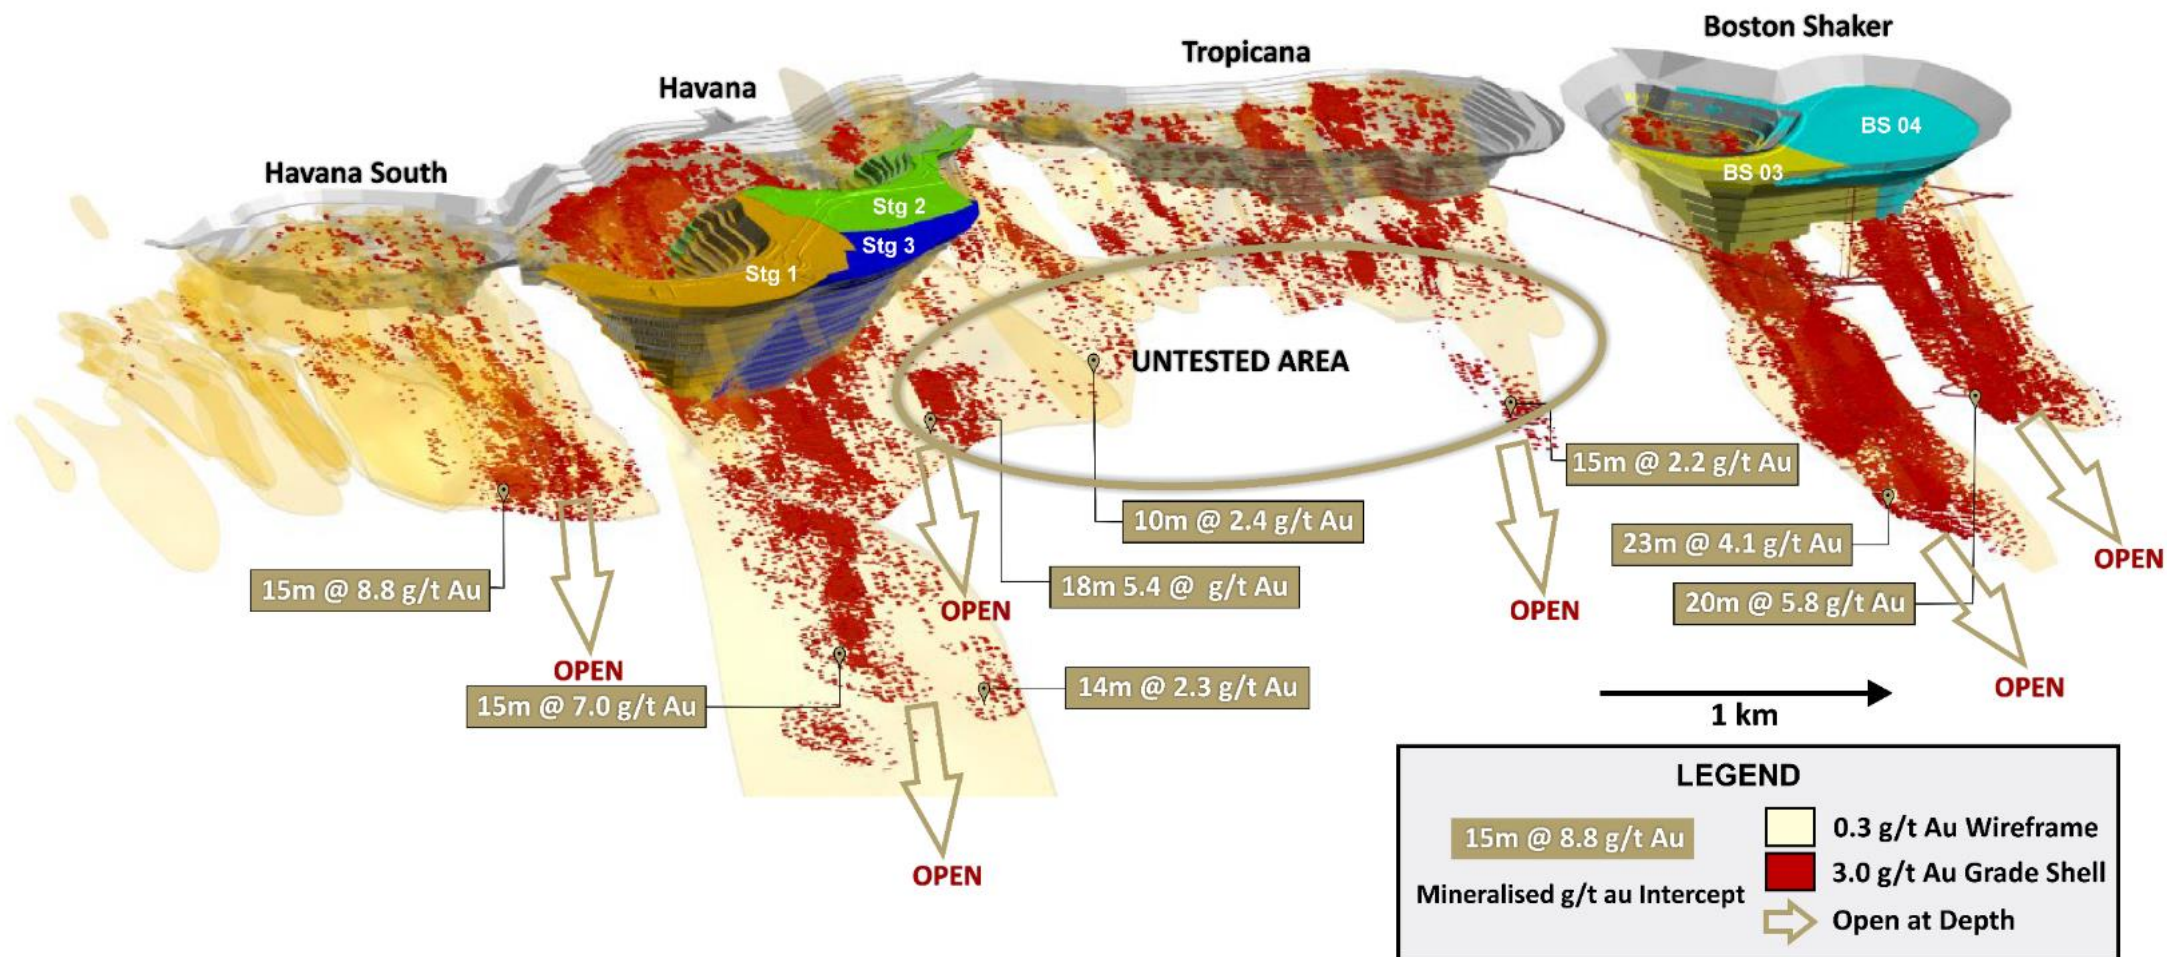 Boston Shaker
Tropicana
Havana
Havana South
BS 04
BS 03
Stg 2
Stg 3
Stg 1
UNTESTED AREA
15m @ 2.2 g/t Au
10m @ 2.4 g/t Au
23m @ 4.1 g/t Au
OPEN
15m @ 8.8 g/t Au
18m 5.4 @ g/t Au
20m @ 5.8 g/t Au
OPEN
OPEN
OPEN
15m @ 7.0 g/t Au
14m @ 2.3 g/t Au
OPEN
1 km
OPEN
LEGEND
15m @ 8.8 g/t Au
Mineralised g/t au Intercept
0.3 g/t Au Wireframe
3.0 g/t Au Grade Shell
Open at Depth